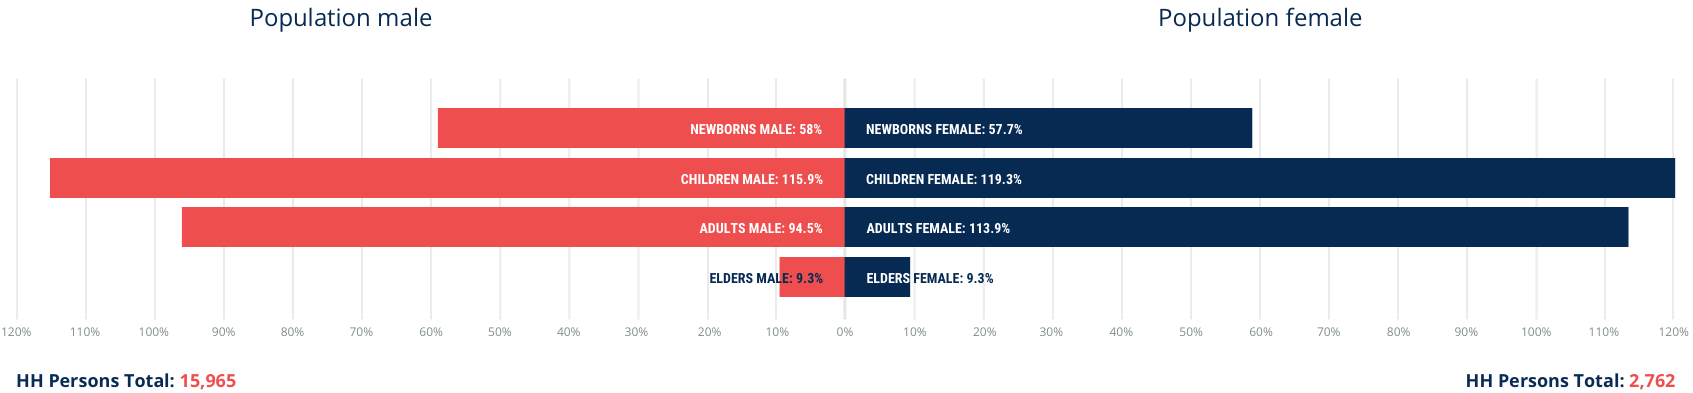 Population male
Population female
NEWBORNS MALE: 58%
NEWBORNS FEMALE: 57.7%
CHILDREN MALE: 115.9%
CHILDREN FEMALE: 119.3%
ADULTS MALE: 94.5%
ADULTS FEMALE: 113.9%
ELDERS MALE: 9.3%
ELDERS FEMALE: 9.3%
120% 110% 100% 90% 80% 70% 60% 50% 40% 30% 20% 10% 0% 10% 20% 30% 40% 50% 60% 70% 80% 90% 100% 110% 120%
HH Persons Total: 15,965
HH Persons Total: 2,762